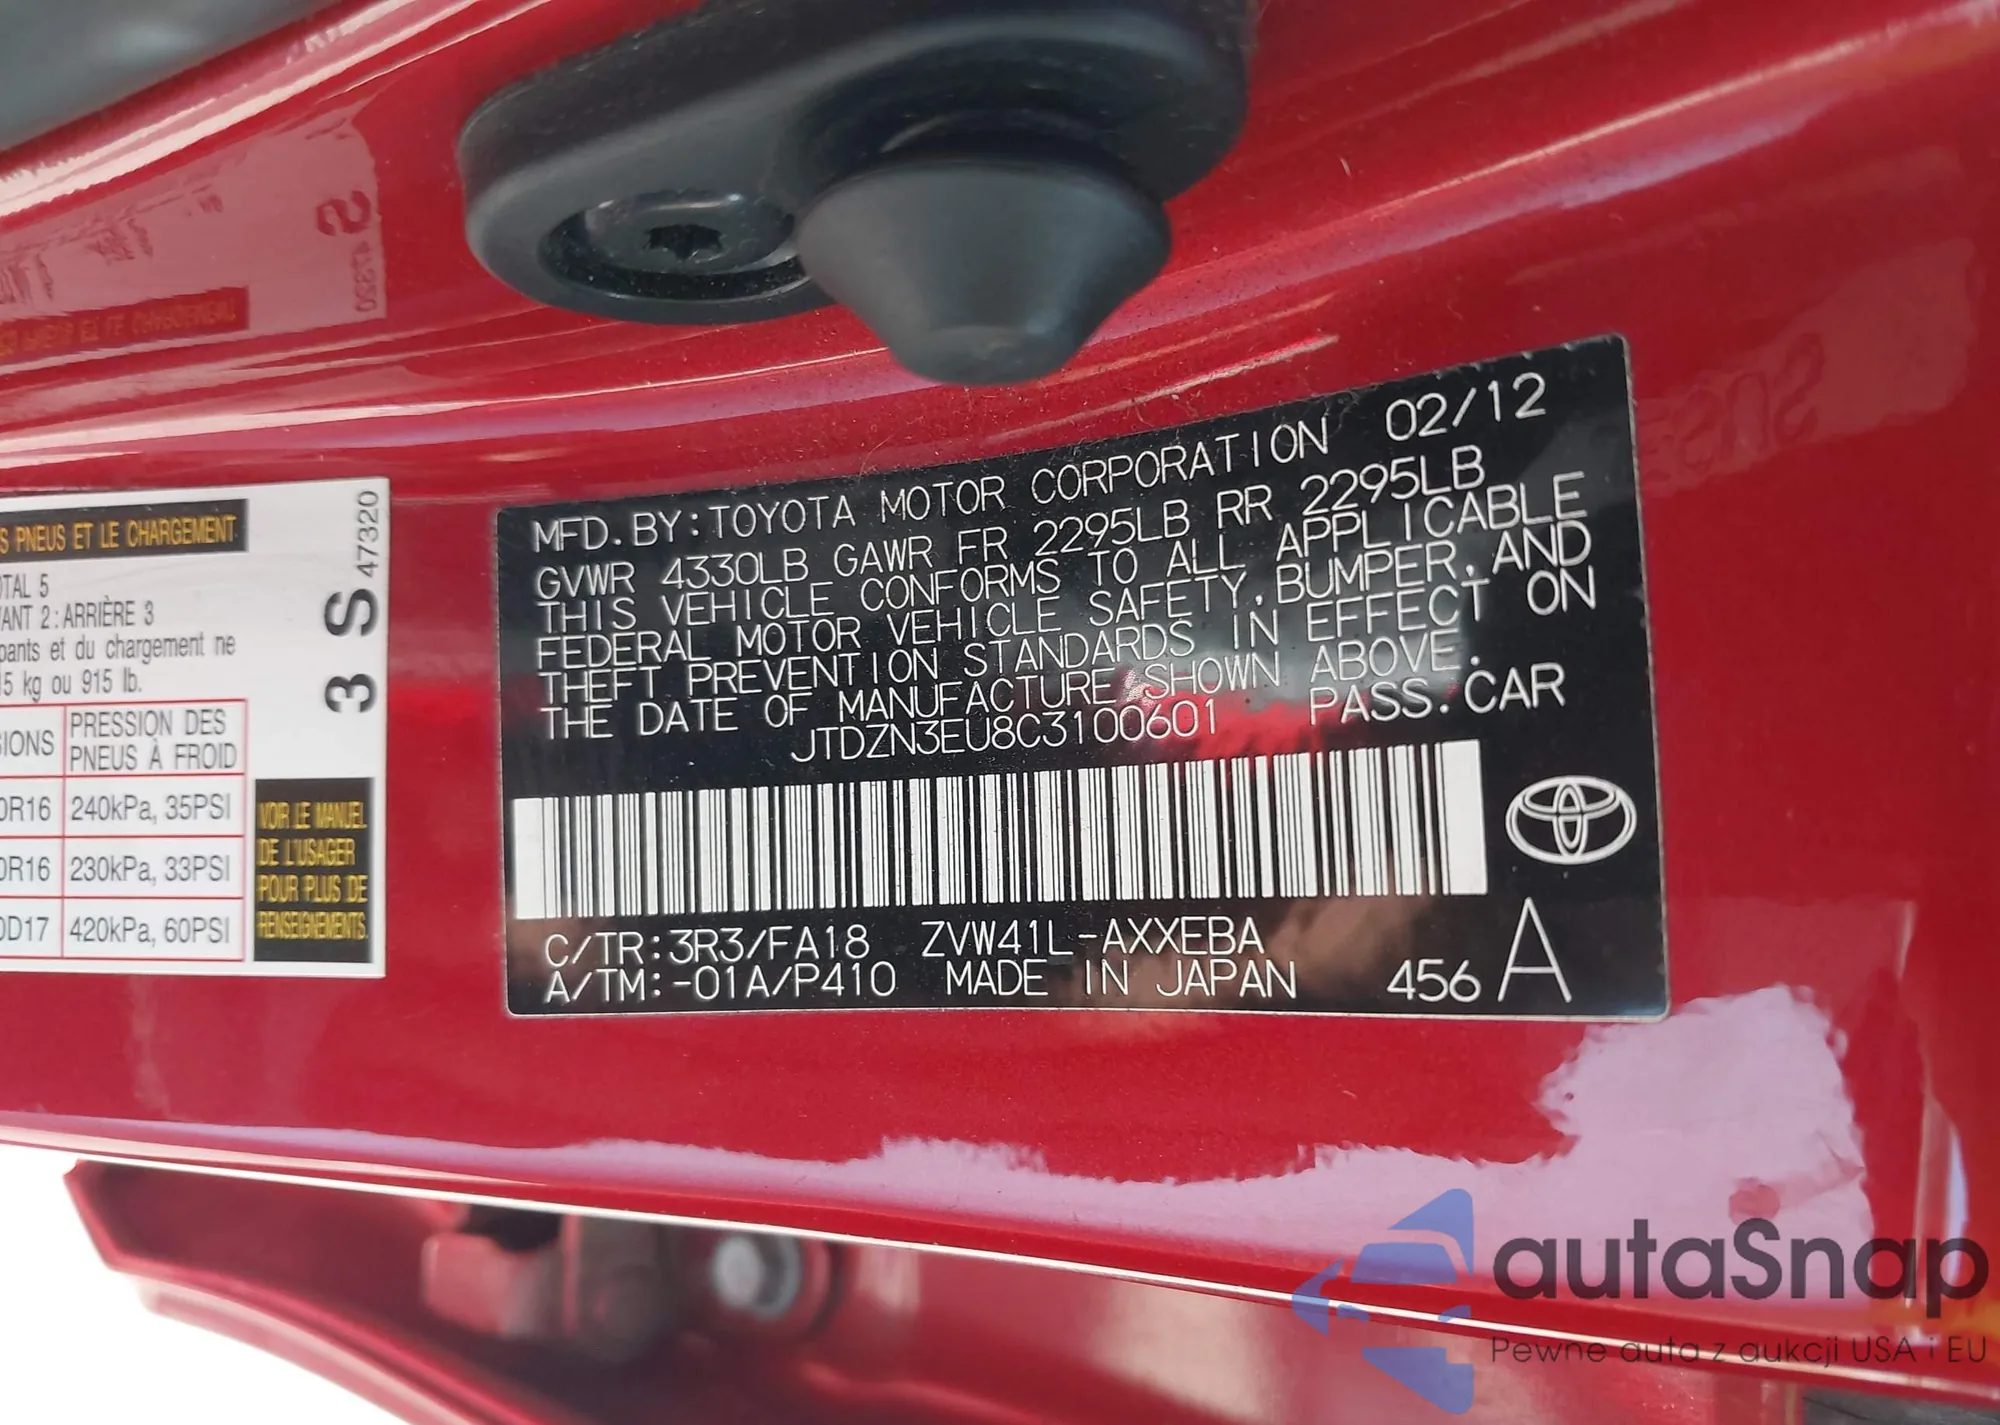 S PNEUS ET LE CHARGEMENT
OTAL 5
VANT 2 : ARRIÈRE 3
pants et du chargement ne
15 kg ou 915 lb.
SIONS PRESSION DES PNEUS À FROID
0R16 240kPa, 35PSI
0R16 230kPa, 33PSI
0D17 420kPa, 60PSI
3 S 47320
VOIR LE MANUEL
DE L'USAGER
POUR PLUS DE
RENSEIGNEMENTS.
MFD. BY: TOYOTA MOTOR CORPORATION 02/12
GVWR 4330LB GAWR FR 2295LB RR 2295LB
THIS VEHICLE CONFORMS TO ALL APPLICABLE
FEDERAL MOTOR VEHICLE SAFETY, BUMPER, AND
THEFT PREVENTION STANDARDS IN EFFECT ON
THE DATE OF MANUFACTURE SHOWN ABOVE.
JTDZN3EU8C3100601 PASS. CAR
C/TR:3R3/FA18 ZVW41L-AXXEBA
A/TM:-01A/P410 MADE IN JAPAN 456 A
autaSnap
Pewne auta z aukcji USA i EU